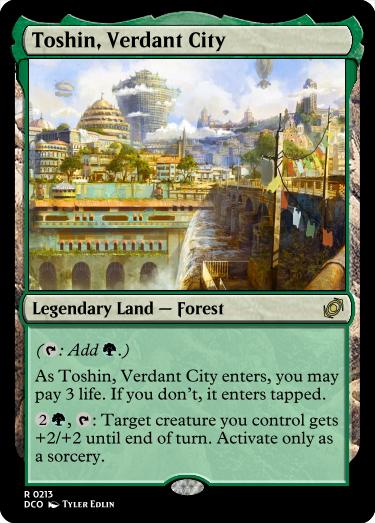 Toshin, Verdant City
Legendary Land — Forest
(: Add .)
As Toshin, Verdant City enters, you may
pay 3 life. If you don't, it enters tapped.
2, : Target creature you control gets
+2/+2 until end of turn. Activate only as
a sorcery.
R 0213
DCO Tyler Edlin